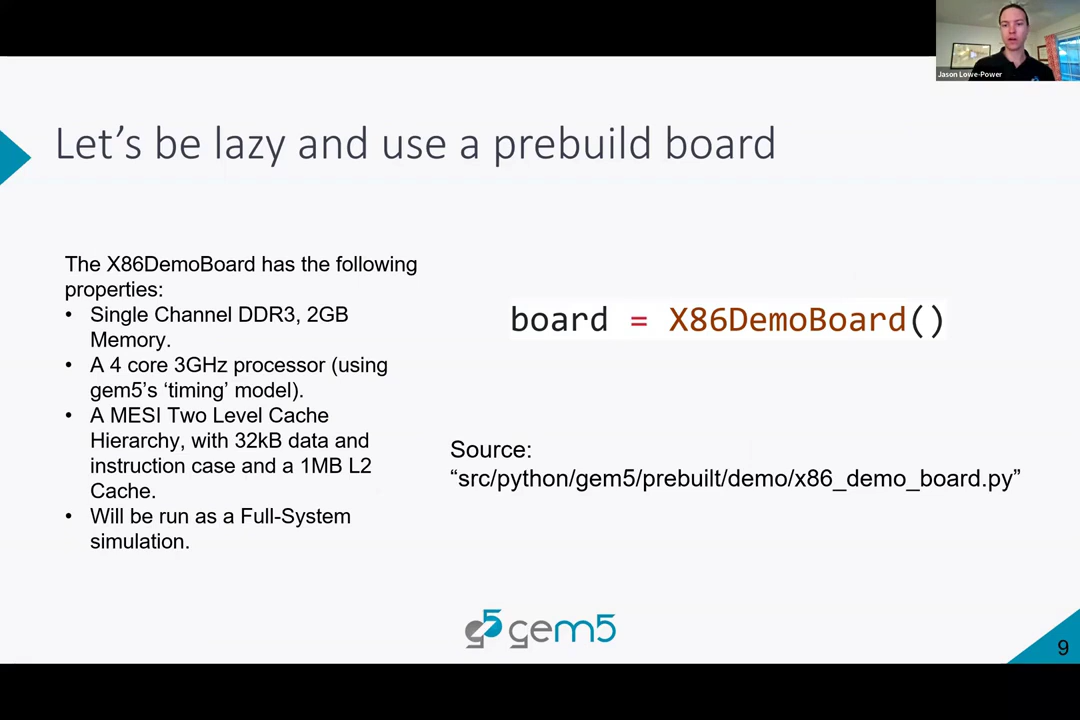 Jason Lowe-Power
Let's be lazy and use a prebuild board
The X86DemoBoard has the following
properties:
• Single Channel DDR3, 2GB
Memory.
• A 4 core 3GHz processor (using
gem5's 'timing' model).
• A MESI Two Level Cache
Hierarchy, with 32kB data and
instruction case and a 1MB L2
Cache.
• Will be run as a Full-System
simulation.
board = X86DemoBoard()
Source:
“src/python/gem5/prebuilt/demo/x86_demo_board.py”
g5 gem5
9